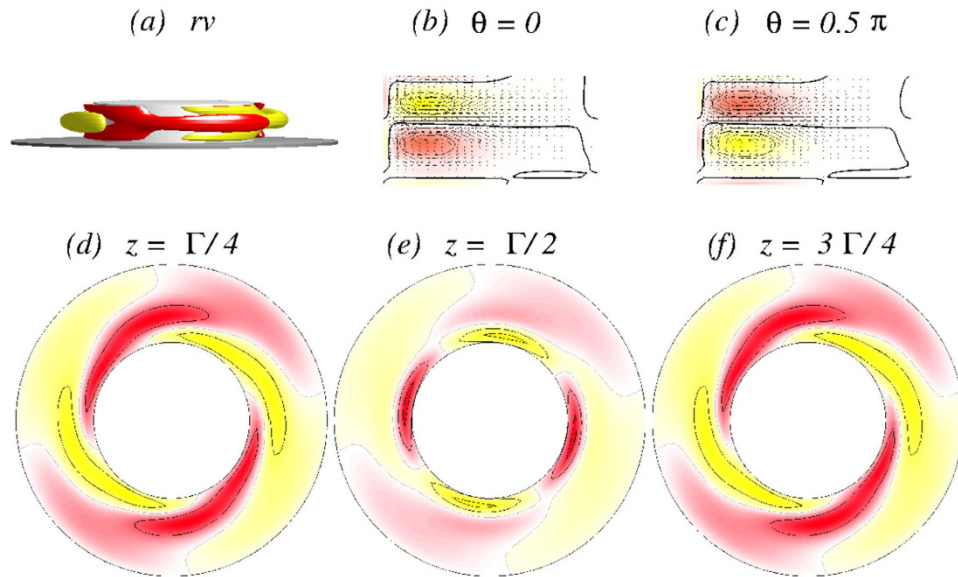 (a) rv
(b) θ = 0
(c) θ = 0.5 π
(d) z = Γ/4
(e) z = Γ/2
(f) z = 3 Γ/4